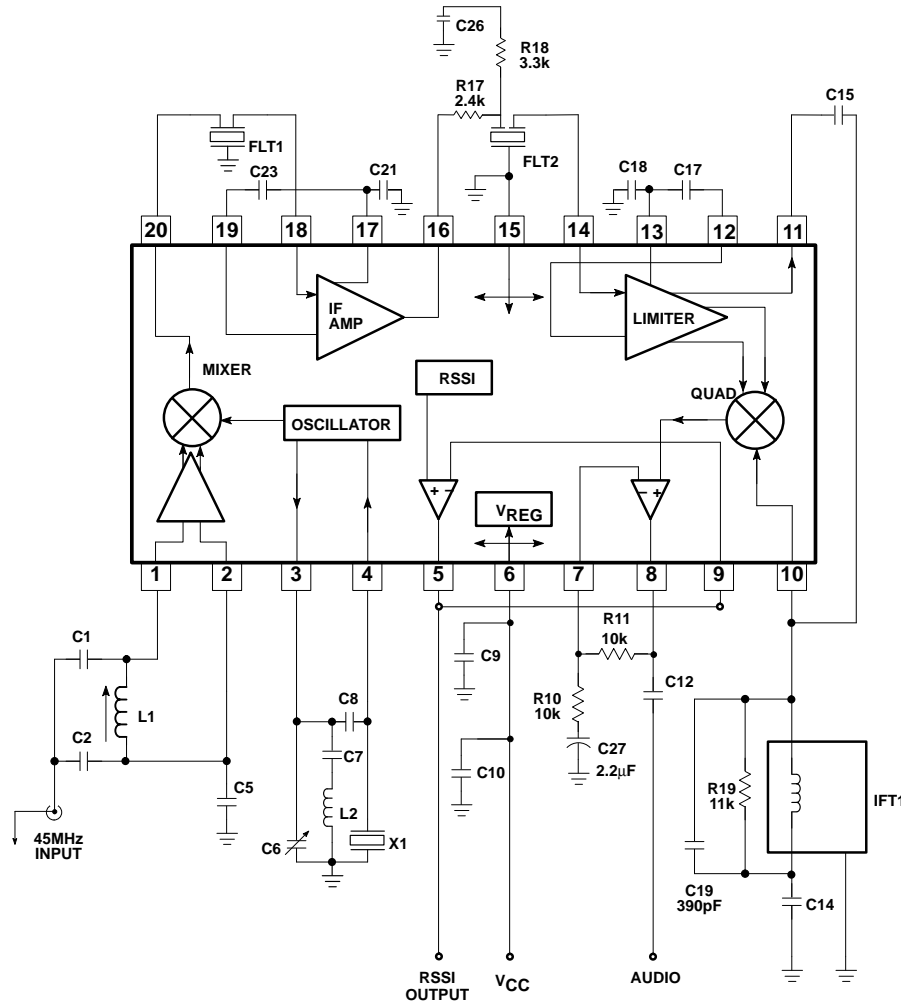 C26
R18
3.3k
R17
2.4k
C15
FLT1
FLT2
C23
C21
C18
C17
20
19
18
17
16
15
14
13
12
11
IF
AMP
LIMITER
MIXER
RSSI
QUAD
OSCILLATOR
+ −
VREG
− +
1
2
3
4
5
6
7
8
9
10
R11
10k
C1
C9
C8
R10
10k
C12
L1
C7
C2
C27
2.2μF
C10
C5
L2
R19
11k
IFT1
C6
X1
45MHz
INPUT
C19
390pF
C14
RSSI
OUTPUT
VCC
AUDIO